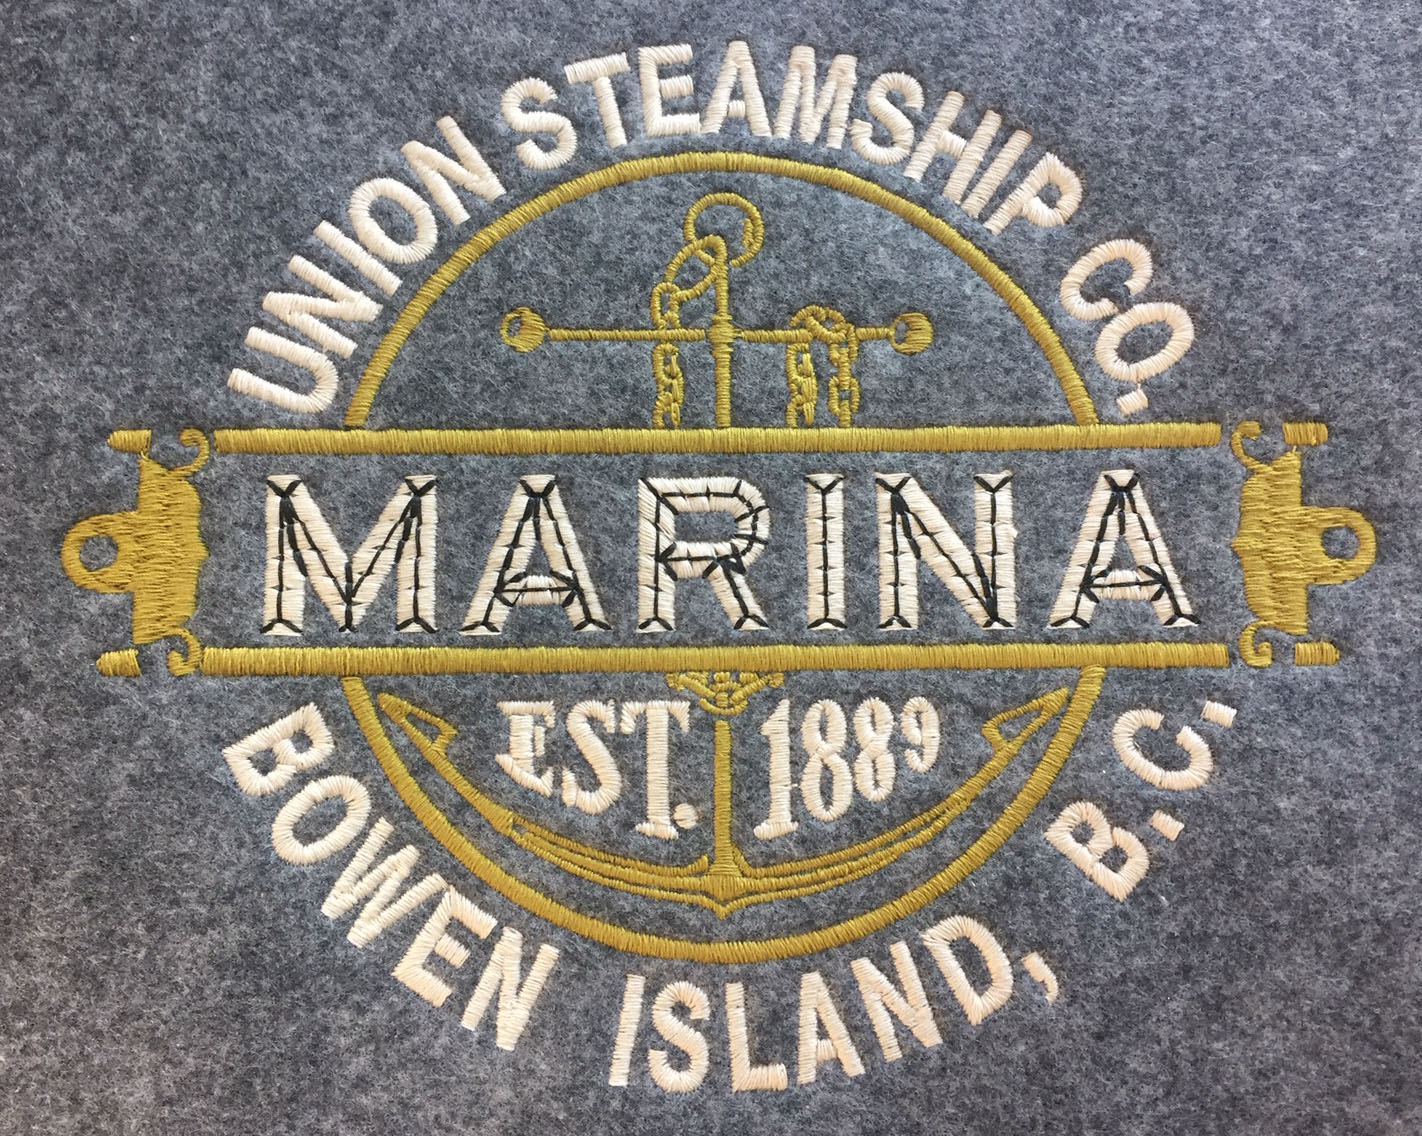 UNION STEAMSHIP CO.
MARINA
EST. 1889
BOWEN ISLAND, B.C.